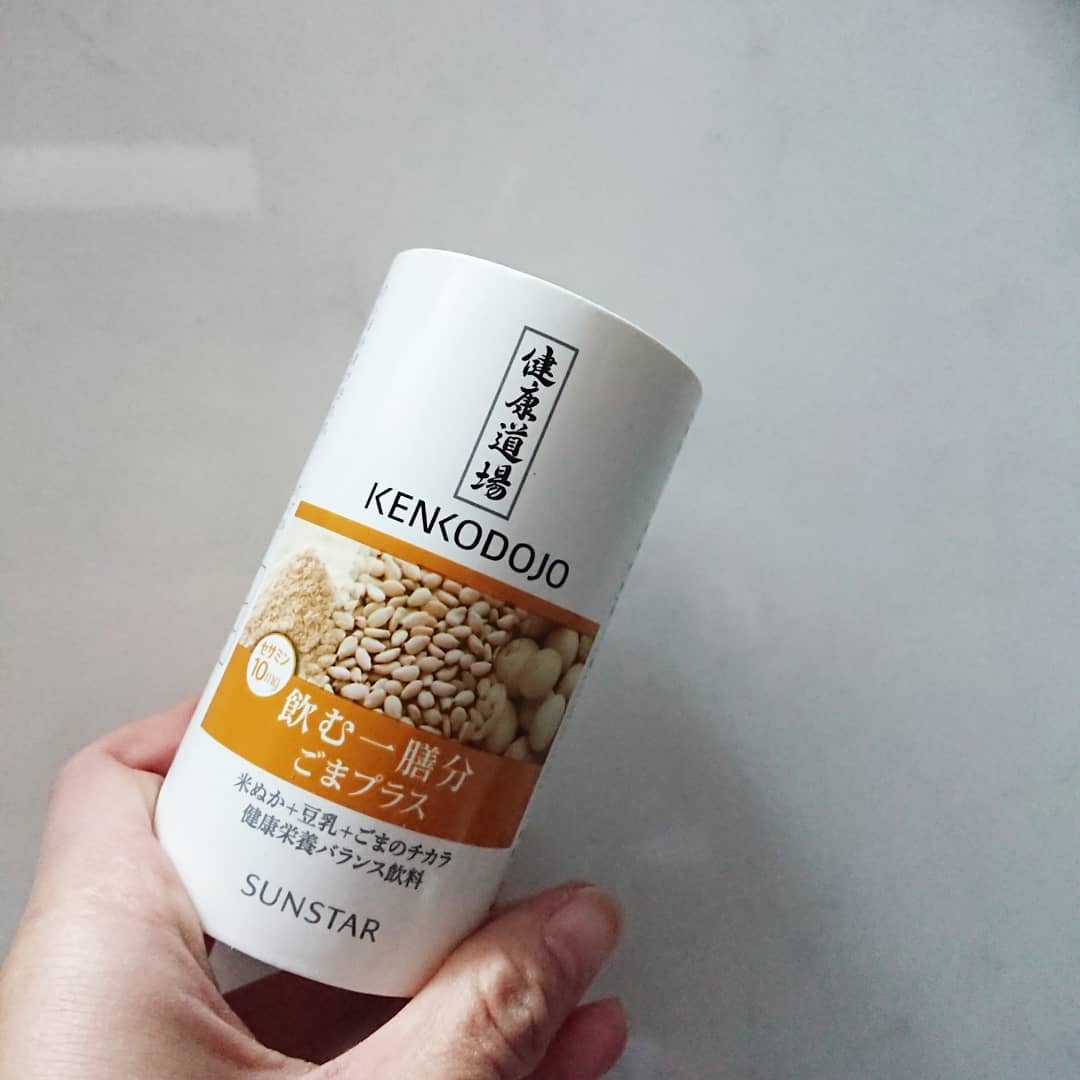 健康道場
KENKODOJO
セサミン
10mg
飲む一膳分
ごまプラス
米ぬか+豆乳+ごまのチカラ
健康栄養バランス飲料
SUNSTAR